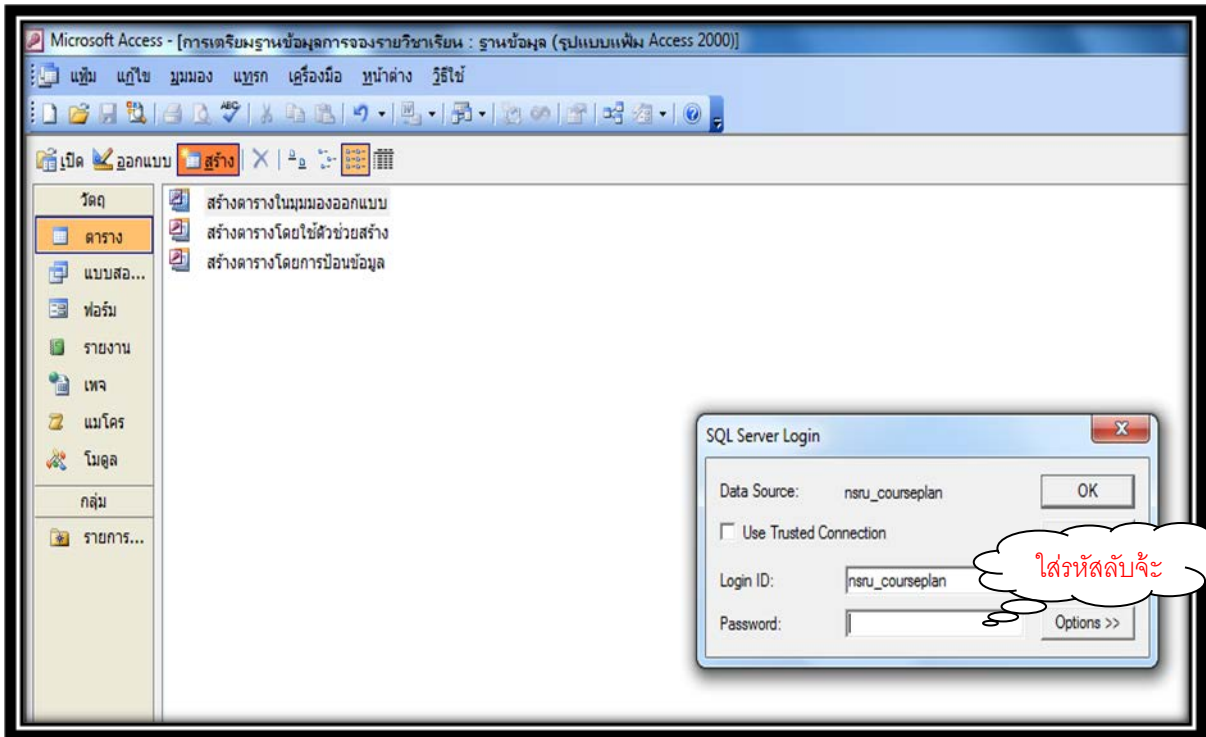 Microsoft Access - [การเตรียมฐานข้อมูลการจองรายวิชาเรียน : ฐานข้อมูล (รูปแบบแฟ้ม Access 2000)]
แฟ้ม แก้ไข มุมมอง แทรก เครื่องมือ หน้าต่าง วิธีใช้
เปิด ออกแบบ สร้าง
วัตถุ
ตาราง
แบบสอ...
ฟอร์ม
รายงาน
เพจ
แมโคร
โมดูล
กลุ่ม
รายการ...
สร้างตารางในมุมมองออกแบบ
สร้างตารางโดยใช้ตัวช่วยสร้าง
สร้างตารางโดยการป้อนข้อมูล
SQL Server Login
Data Source: nsru_courseplan OK
Use Trusted Connection
ใส่รหัสลับจ้ะ
Login ID: nsru_courseplan
Password: Options >>